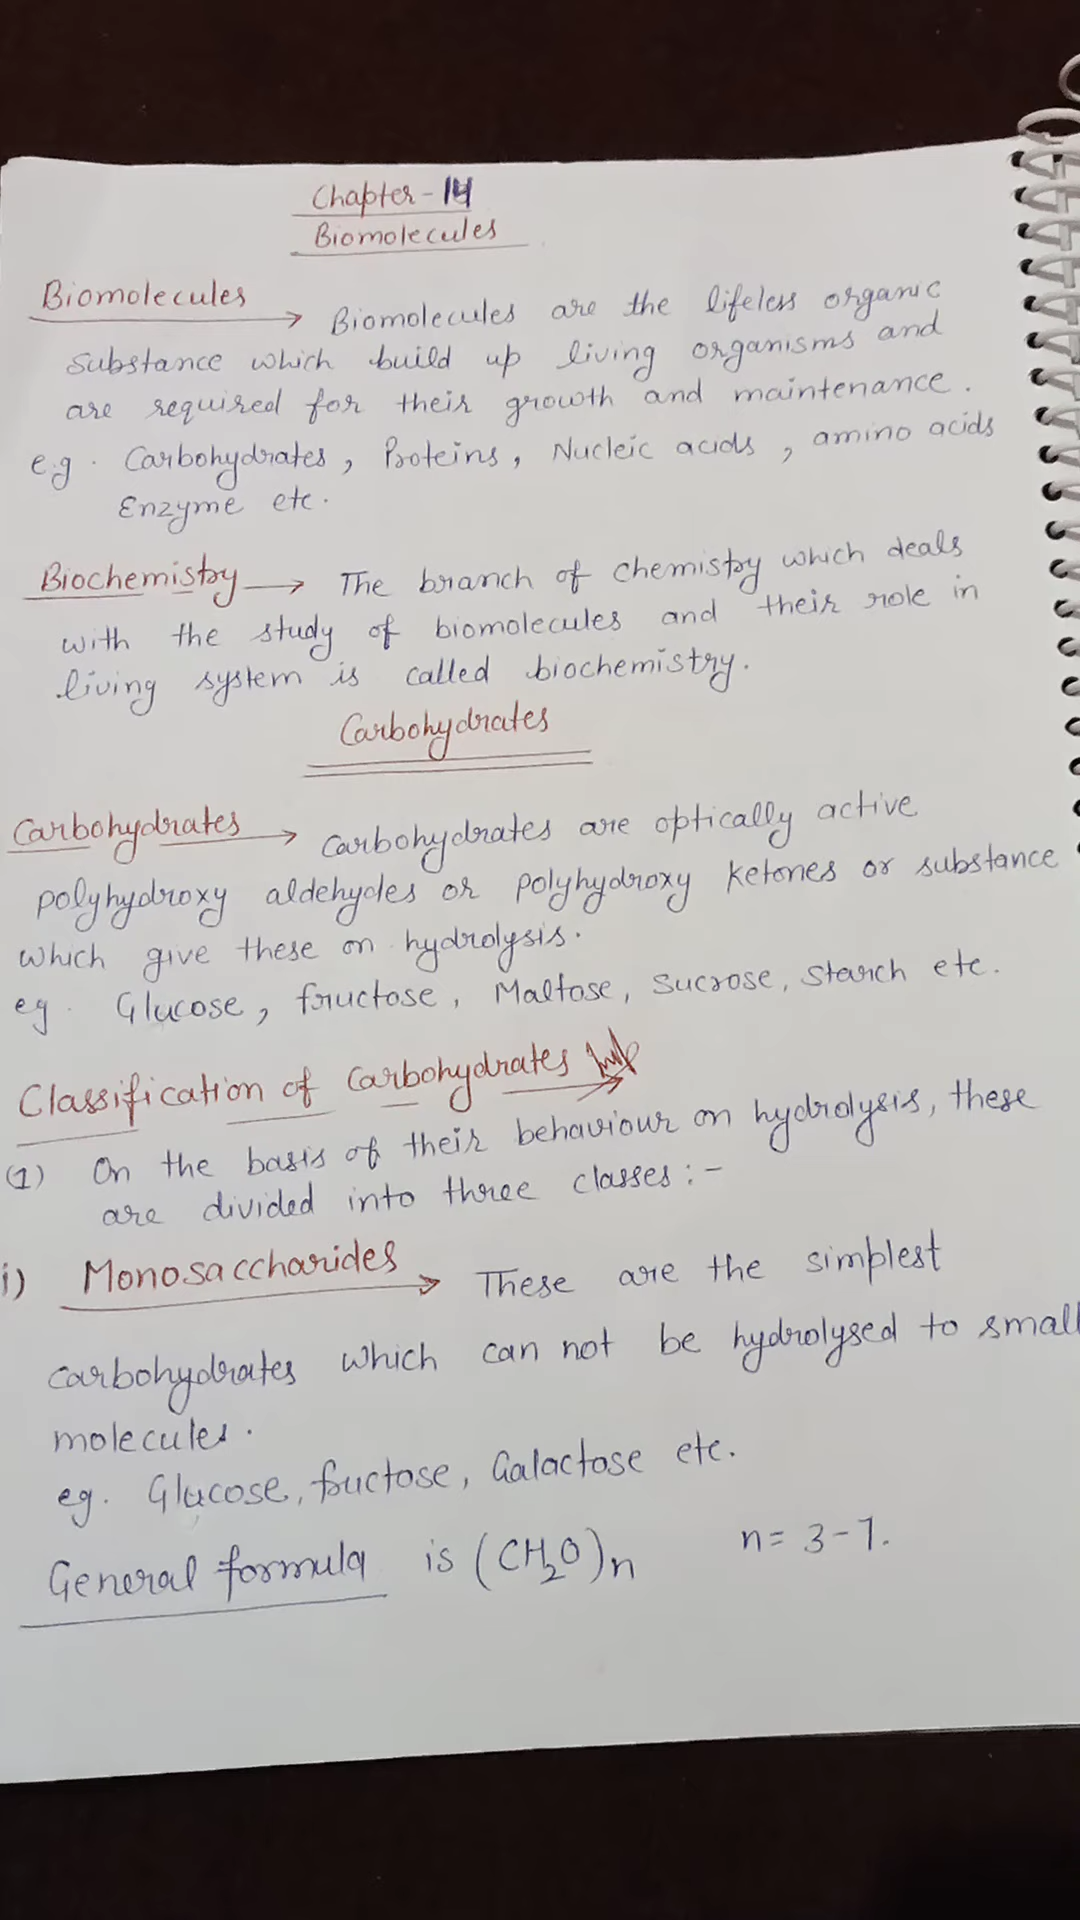 Chapter - 14
Biomolecules
Biomolecules → Biomolecules are the lifeless organic
substance which build up living organisms and
are required for their growth and maintenance.
e.g. Carbohydrates, Proteins, Nucleic acids, amino acids
Enzyme etc.
Biochemistry → The branch of chemistry which deals
with the study of biomolecules and their role in
living system is called biochemistry.
Carbohydrates
Carbohydrates → Carbohydrates are optically active
polyhydroxy aldehydes or polyhydroxy ketones or substance
which give these on hydrolysis.
eg. Glucose, fructose, Maltose, Sucrose, Starch etc.
Classification of Carbohydrates Imp
(1) On the basis of their behaviour on hydrolysis, these
are divided into three classes :-
i) Monosaccharides → These are the simplest
carbohydrates which can not be hydrolysed to small
molecules.
eg. Glucose, fructose, Galactose etc.
General formula is (CH₂O)n n = 3-7.